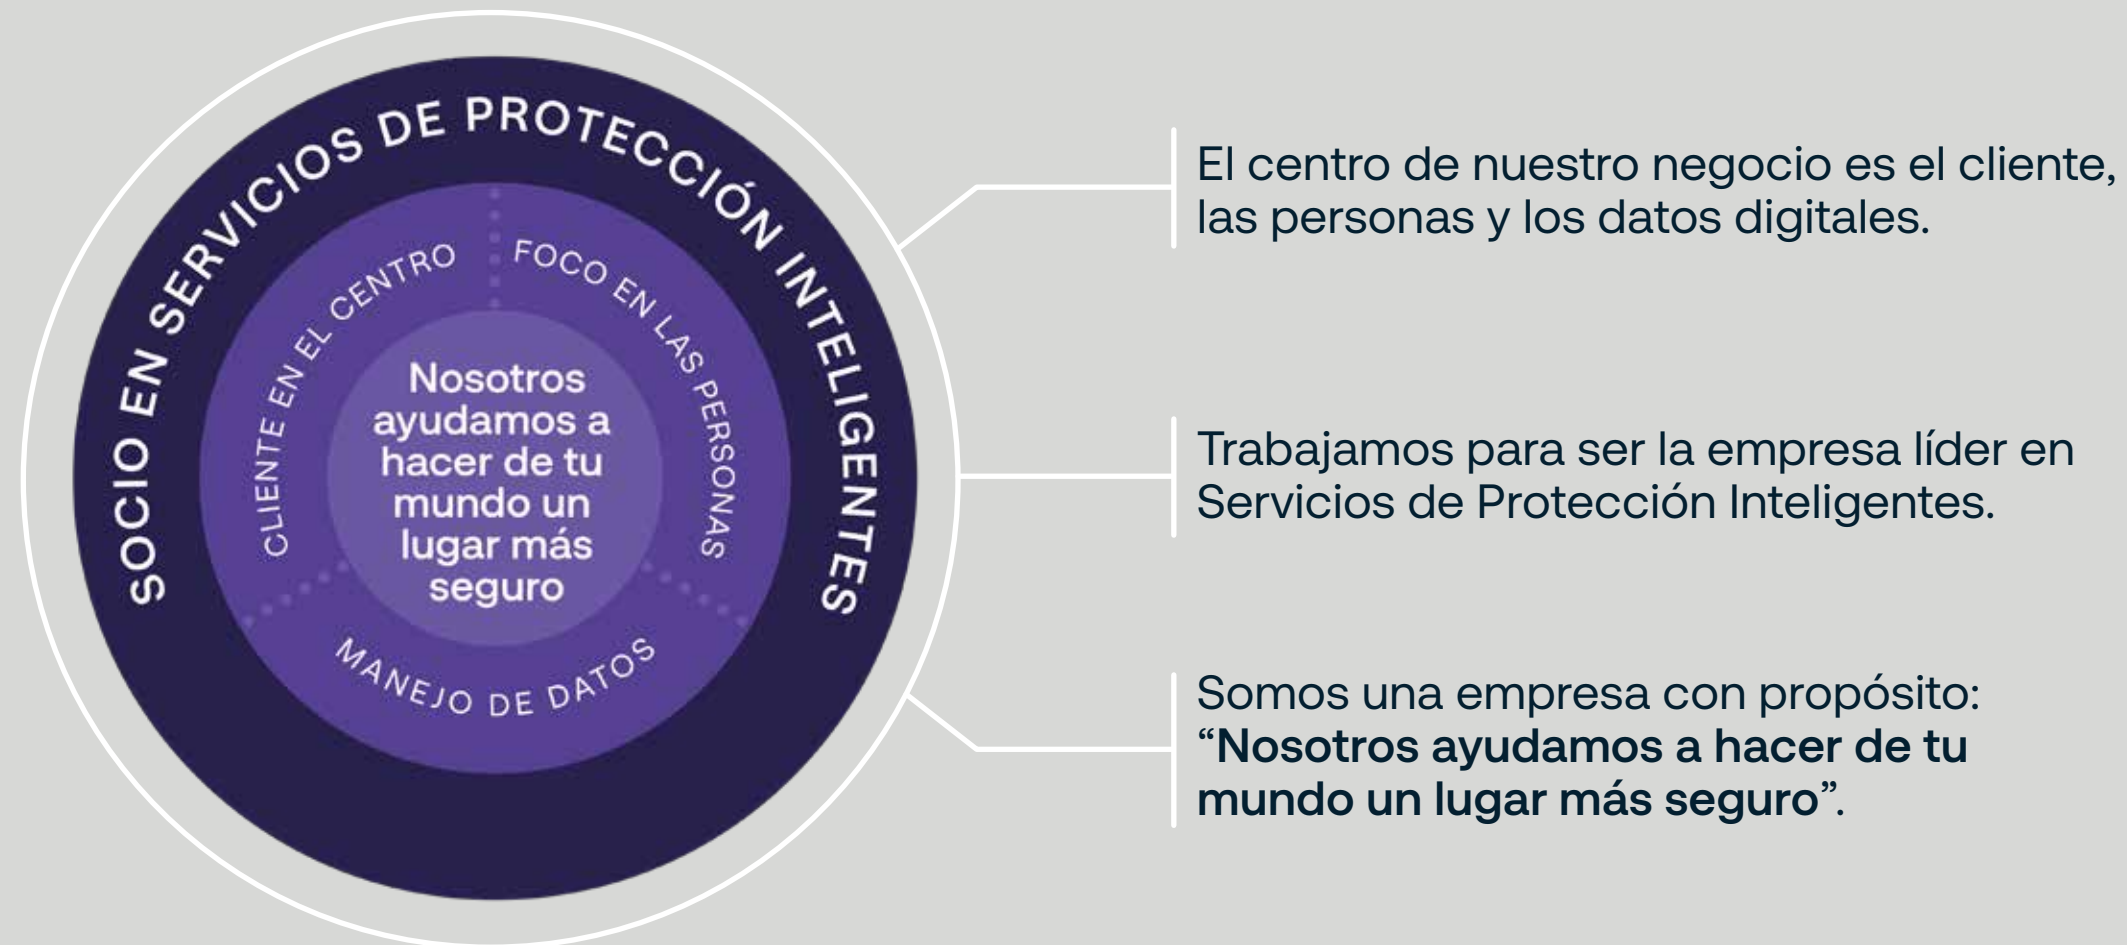 SOCIO EN SERVICIOS DE PROTECCIÓN INTELIGENTES
CLIENTE EN EL CENTRO
FOCO EN LAS PERSONAS
MANEJO DE DATOS
Nosotros
ayudamos a
hacer de tu
mundo un
lugar más
seguro
El centro de nuestro negocio es el cliente,
las personas y los datos digitales.
Trabajamos para ser la empresa líder en
Servicios de Protección Inteligentes.
Somos una empresa con propósito:
“Nosotros ayudamos a hacer de tu
mundo un lugar más seguro”.